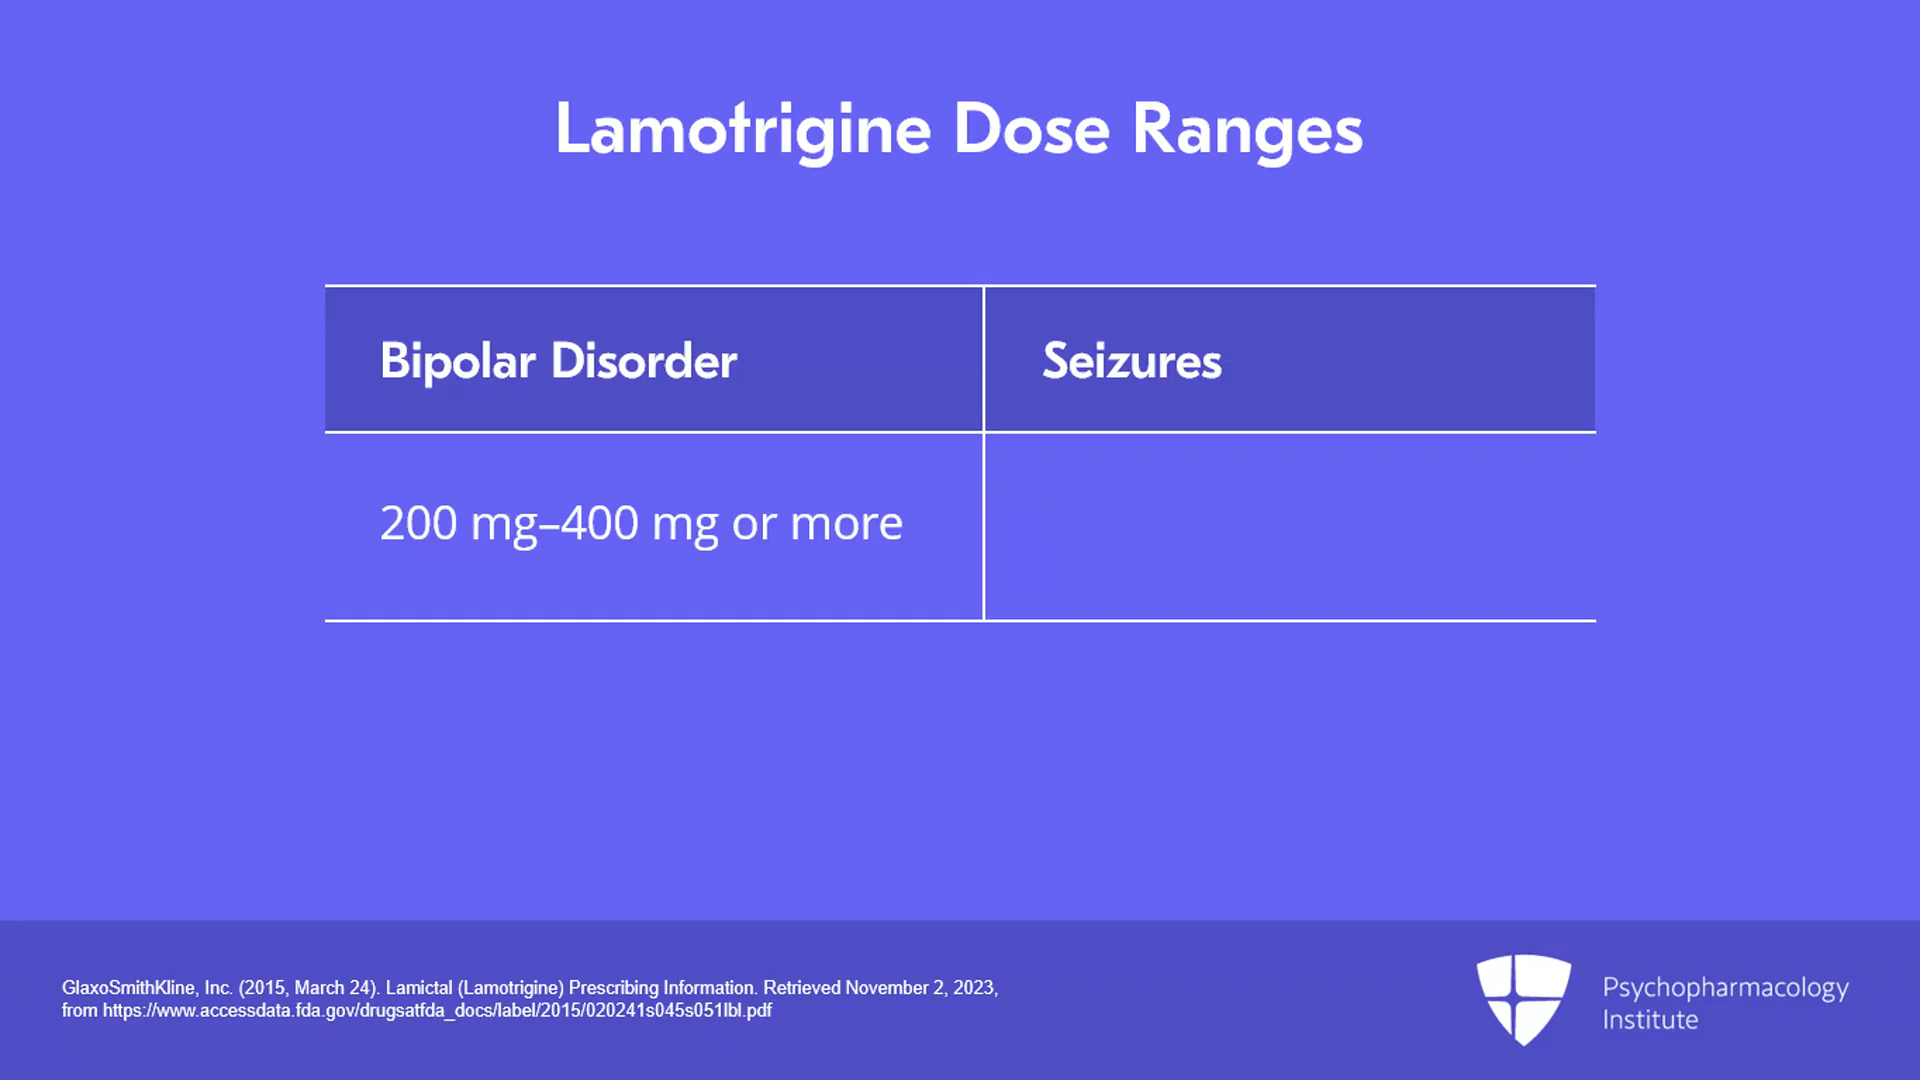 Lamotrigine Dose Ranges
Bipolar Disorder
Seizures
200 mg–400 mg or more
GlaxoSmithKline, Inc. (2015, March 24). Lamictal (Lamotrigine) Prescribing Information. Retrieved November 2, 2023,
from https://www.accessdata.fda.gov/drugsatfda_docs/label/2015/020241s045s051lbl.pdf
Psychopharmacology
Institute